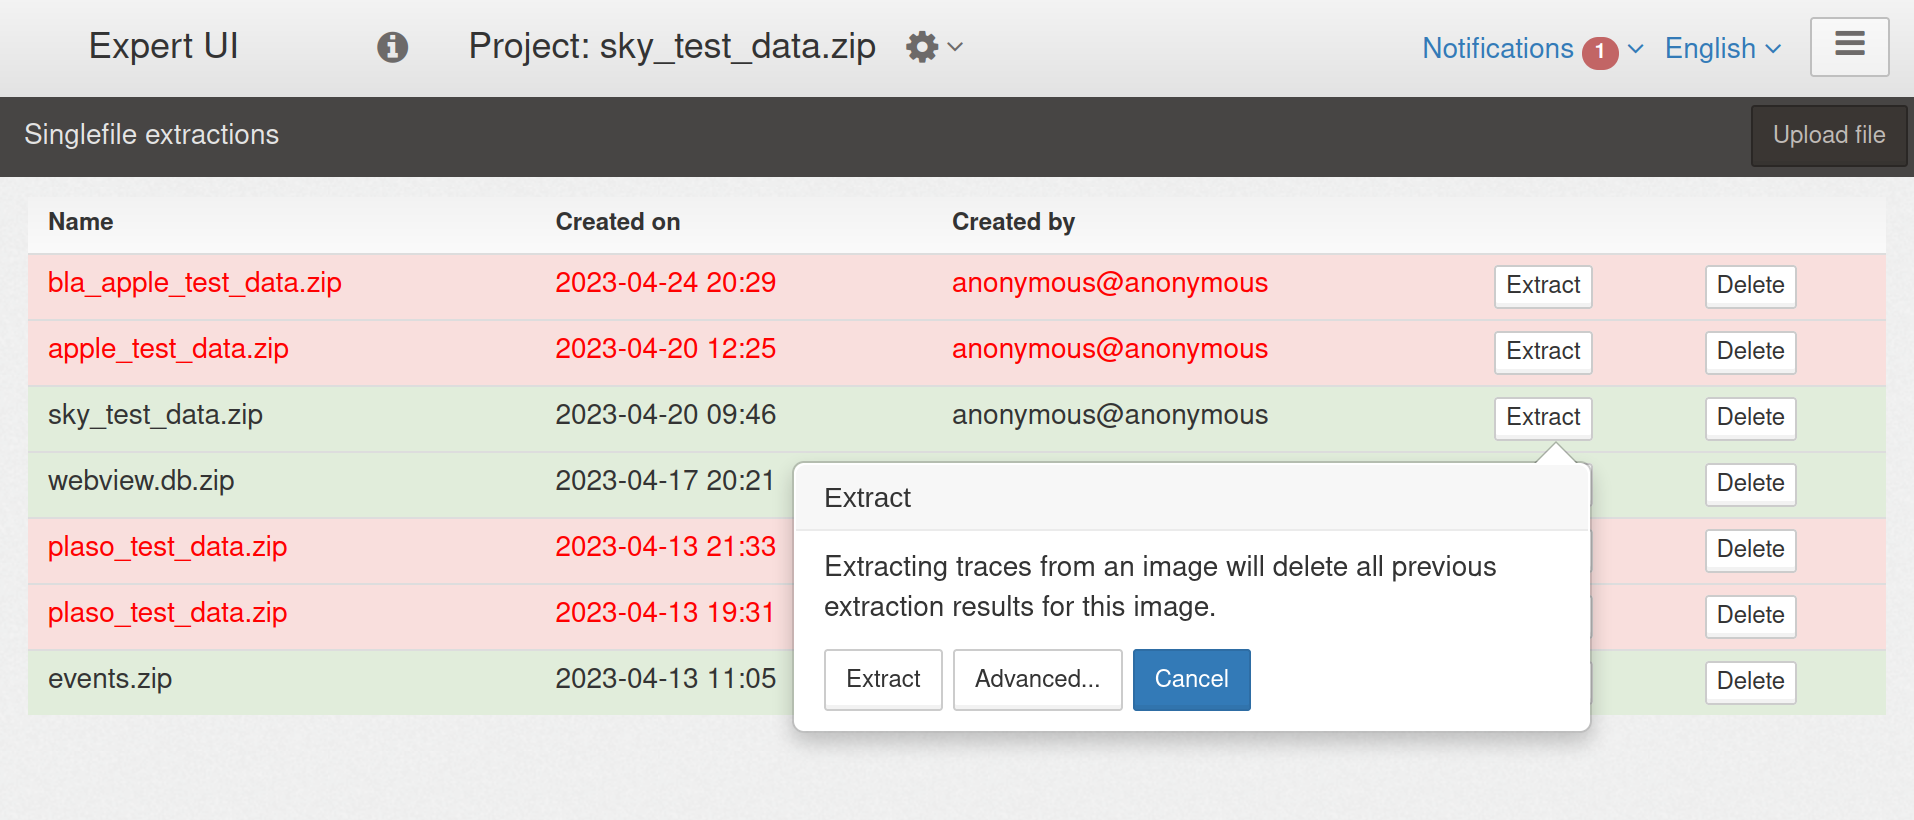 Expert UI
Project: sky_test_data.zip
Notifications 1
English
Singlefile extractions
Upload file
Name Created on Created by
bla_apple_test_data.zip 2023-04-24 20:29 anonymous@anonymous Extract Delete
apple_test_data.zip 2023-04-20 12:25 anonymous@anonymous Extract Delete
sky_test_data.zip 2023-04-20 09:46 anonymous@anonymous Extract Delete
webview.db.zip 2023-04-17 20:21 Delete
plaso_test_data.zip 2023-04-13 21:33 Delete
plaso_test_data.zip 2023-04-13 19:31 Delete
events.zip 2023-04-13 11:05 Delete
Extract
Extracting traces from an image will delete all previous
extraction results for this image.
Extract Advanced... Cancel